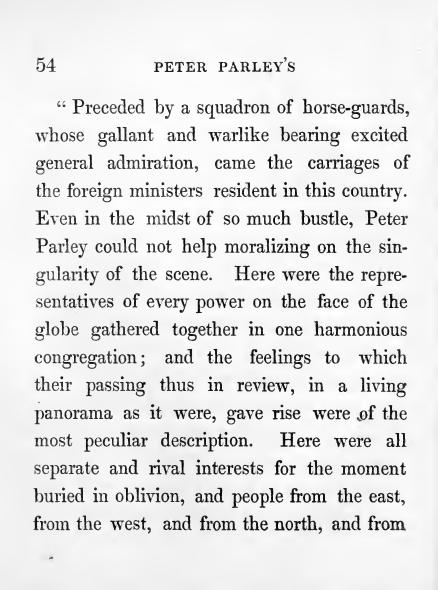 54 PETER PARLEY'S
“ Preceded by a squadron of horse-guards,
whose gallant and warlike bearing excited
general admiration, came the carriages of
the foreign ministers resident in this country.
Even in the midst of so much bustle, Peter
Parley could not help moralizing on the sin-
gularity of the scene. Here were the repre-
sentatives of every power on the face of the
globe gathered together in one harmonious
congregation; and the feelings to which
their passing thus in review, in a living
panorama as it were, gave rise were of the
most peculiar description. Here were all
separate and rival interests for the moment
buried in oblivion, and people from the east,
from the west, and from the north, and from